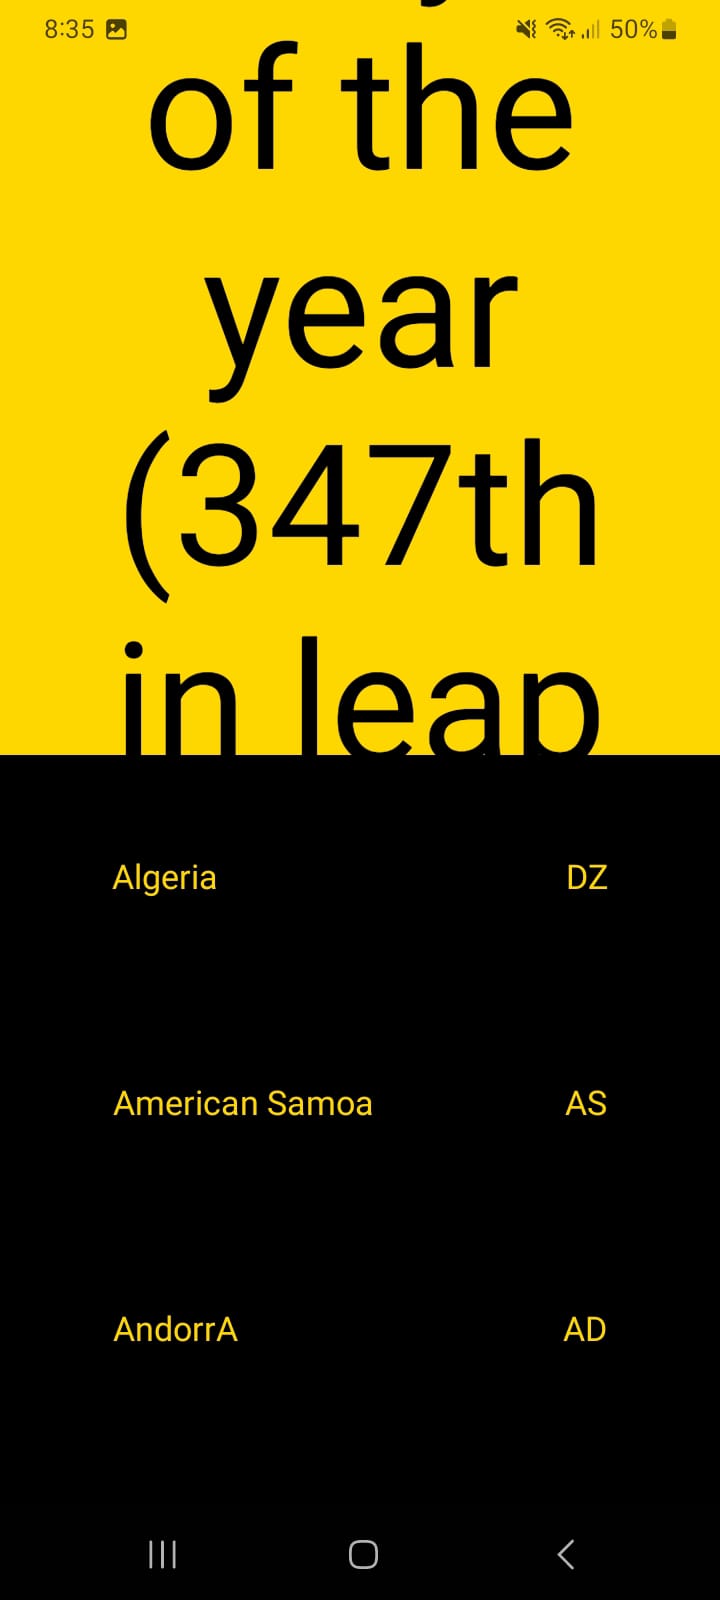 8:35 50%
of the
year
(347th
in leap
Algeria DZ
American Samoa AS
AndorrA AD